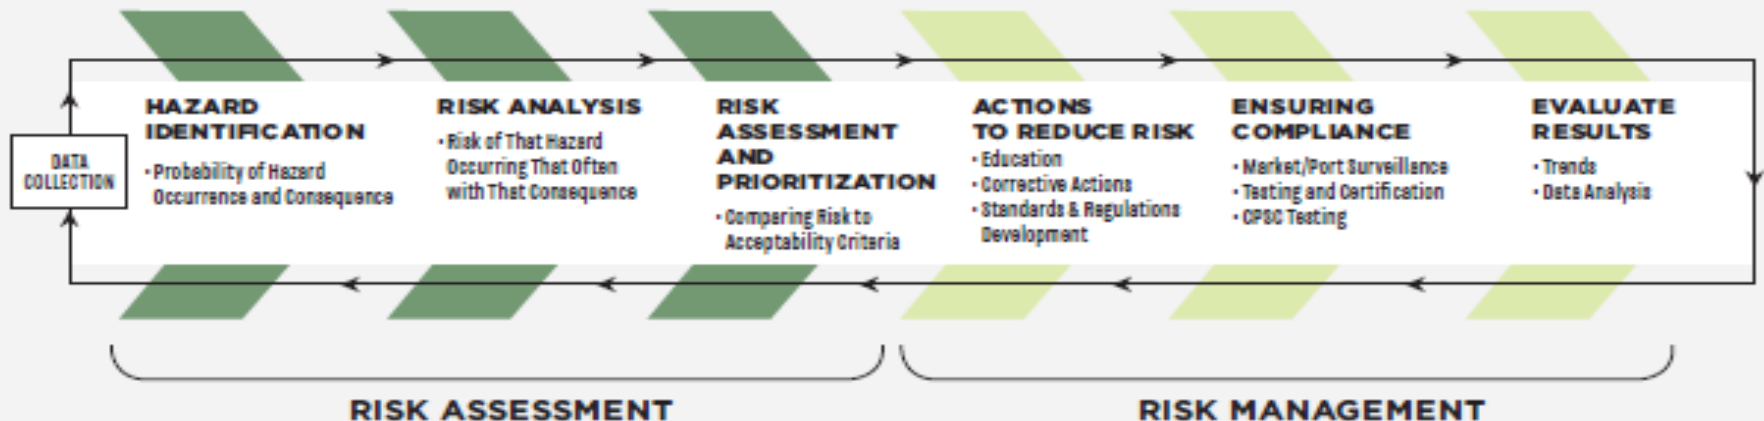 DATA
COLLECTION
HAZARD
IDENTIFICATION
• Probability of Hazard
Occurrence and Consequence
RISK ANALYSIS
• Risk of That Hazard
Occurring That Often
with That Consequence
RISK
ASSESSMENT
AND
PRIORITIZATION
• Comparing Risk to
Acceptability Criteria
ACTIONS
TO REDUCE RISK
• Education
• Corrective Actions
• Standards & Regulations
Development
ENSURING
COMPLIANCE
• Market/Port Surveillance
• Testing and Certification
• CPSC Testing
EVALUATE
RESULTS
• Trends
• Data Analysis
RISK ASSESSMENT
RISK MANAGEMENT